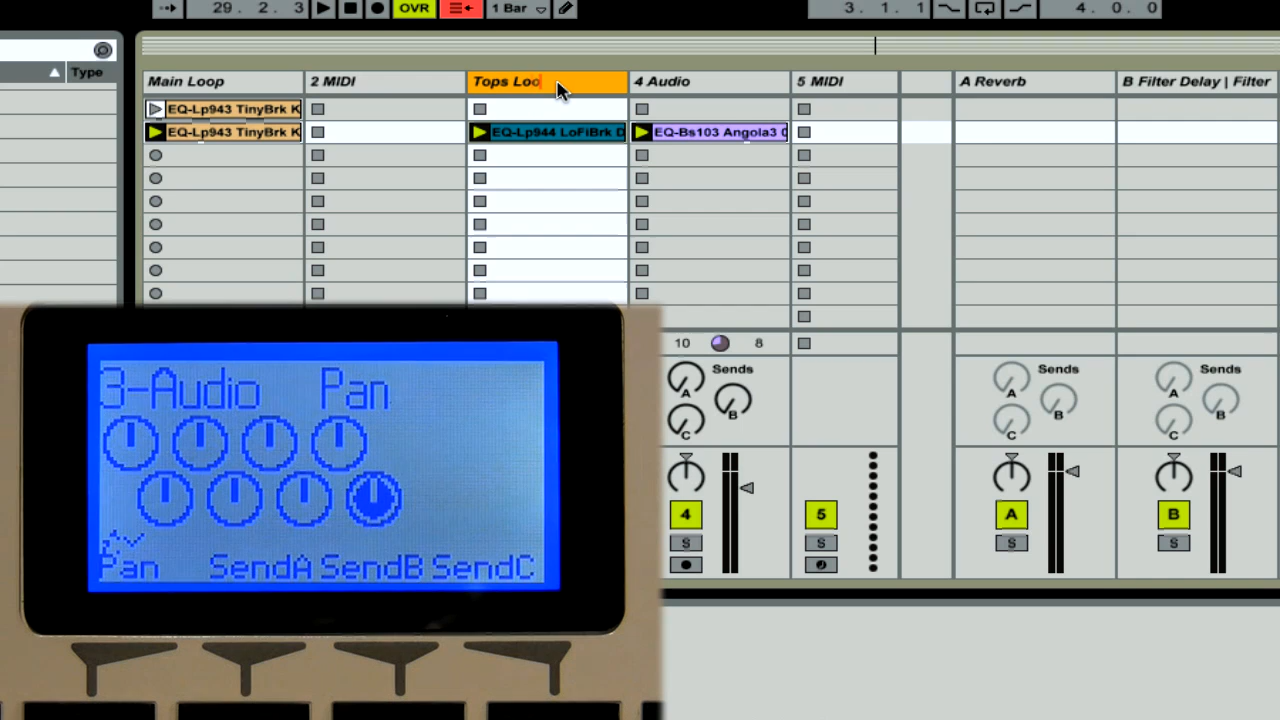 29. 2. 3 OVR 1 Bar 3. 1. 1 4. 0. 0
Type
Main Loop 2 MIDI Tops Loo 4 Audio 5 MIDI A Reverb B Filter Delay | Filter
EQ-Lp943 TinyBrk K
EQ-Lp943 TinyBrk K EQ-Lp944 LoFiBrk D EQ-Bs103 Angola3
10 8
Sends Sends Sends
A B A B A B
C C C
4 5 A B
S S S S
3-Audio Pan
Pan SendA SendB SendC